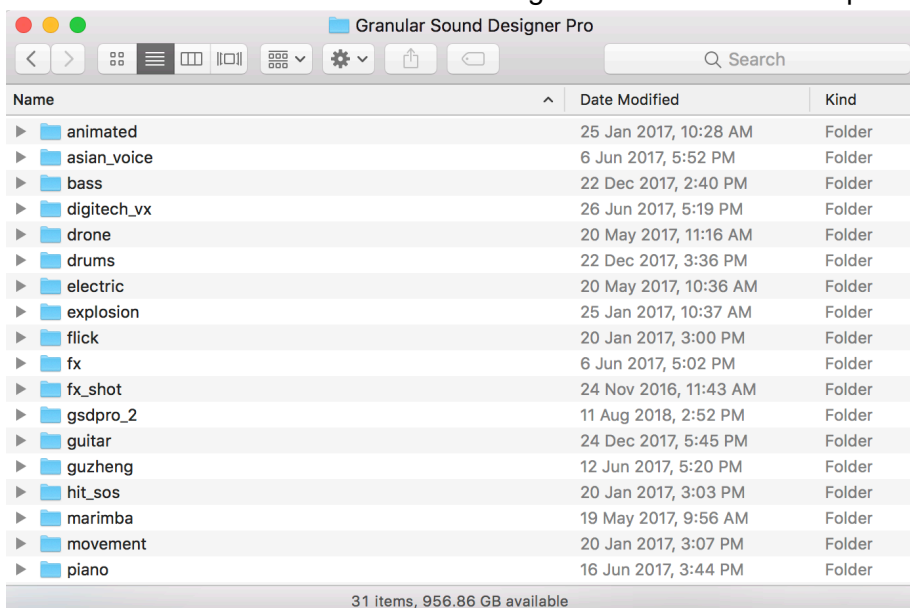 Granular Sound Designer Pro
Search
Name Date Modified Kind
animated 25 Jan 2017, 10:28 AM Folder
asian_voice 6 Jun 2017, 5:52 PM Folder
bass 22 Dec 2017, 2:40 PM Folder
digitech_vx 26 Jun 2017, 5:19 PM Folder
drone 20 May 2017, 11:16 AM Folder
drums 22 Dec 2017, 3:36 PM Folder
electric 20 May 2017, 10:36 AM Folder
explosion 25 Jan 2017, 10:37 AM Folder
flick 20 Jan 2017, 3:00 PM Folder
fx 6 Jun 2017, 5:02 PM Folder
fx_shot 24 Nov 2016, 11:43 AM Folder
gsdpro_2 11 Aug 2018, 2:52 PM Folder
guitar 24 Dec 2017, 5:45 PM Folder
guzheng 12 Jun 2017, 5:20 PM Folder
hit_sos 20 Jan 2017, 3:03 PM Folder
marimba 19 May 2017, 9:56 AM Folder
movement 20 Jan 2017, 3:07 PM Folder
piano 16 Jun 2017, 3:44 PM Folder
31 items, 956.86 GB available